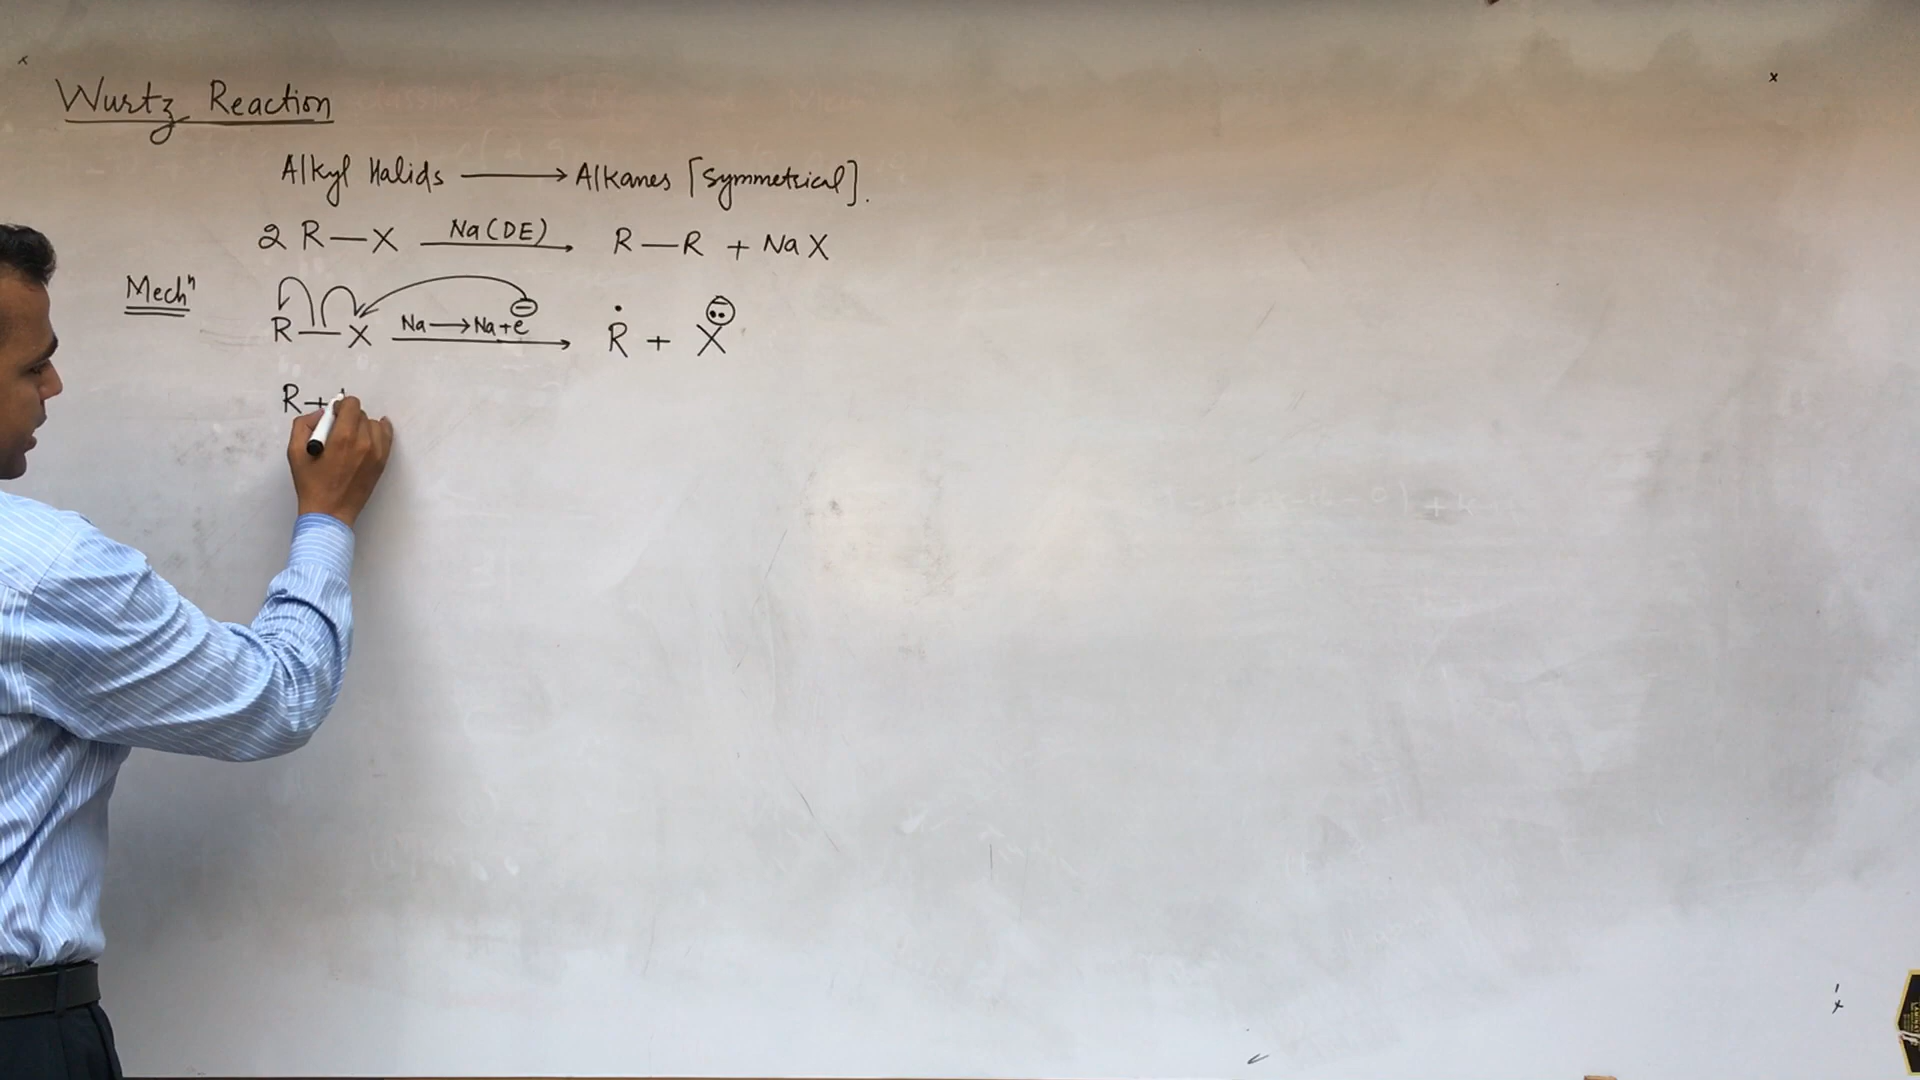 Wurtz Reaction
Alkyl Halids ⟶ Alkanes [Symmetrical].
2 R—X —Na(DE)→ R—R + NaX
Mechⁿ
R—X —Na⟶Na+e⊖→ Ṙ + X⊖
R+